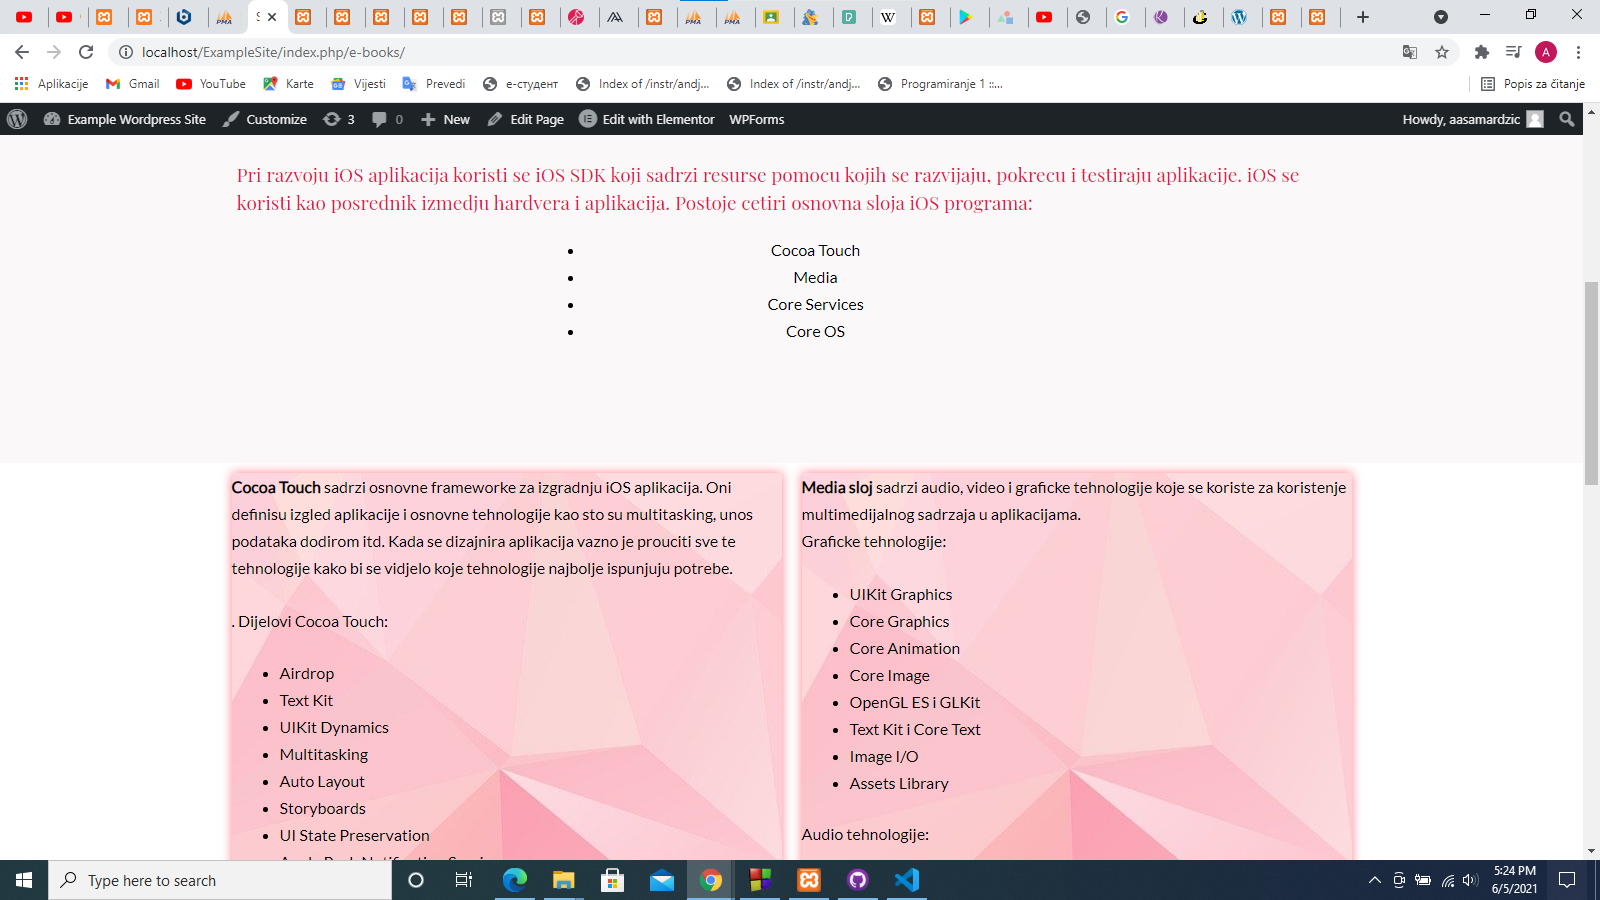 S
localhost/ExampleSite/index.php/e-books/
A
Aplikacije Gmail YouTube Karte Vijesti Prevedi е-студент Index of /instr/andj... Index of /instr/andj... Programiranje 1 ::... Popis za čitanje
Example Wordpress Site Customize 3 0 New Edit Page Edit with Elementor WPForms Howdy, aasamardzic
Pri razvoju iOS aplikacija koristi se iOS SDK koji sadrzi resurse pomocu kojih se razvijaju, pokrecu i testiraju aplikacije. iOS se
koristi kao posrednik izmedju hardvera i aplikacija. Postoje cetiri osnovna sloja iOS programa:
• Cocoa Touch
• Media
• Core Services
• Core OS
Cocoa Touch sadrzi osnovne frameworke za izgradnju iOS aplikacija. Oni
definisu izgled aplikacije i osnovne tehnologije kao sto su multitasking, unos
podataka dodirom itd. Kada se dizajnira aplikacija vazno je prouciti sve te
tehnologije kako bi se vidjelo koje tehnologije najbolje ispunjuju potrebe.
. Dijelovi Cocoa Touch:
• Airdrop
• Text Kit
• UIKit Dynamics
• Multitasking
• Auto Layout
• Storyboards
• UI State Preservation
Media sloj sadrzi audio, video i graficke tehnologije koje se koriste za koristenje
multimedijalnog sadrzaja u aplikacijama.
Graficke tehnologije:
• UIKit Graphics
• Core Graphics
• Core Animation
• Core Image
• OpenGL ES i GLKit
• Text Kit i Core Text
• Image I/O
• Assets Library
Audio tehnologije:
Type here to search
5:24 PM
6/5/2021